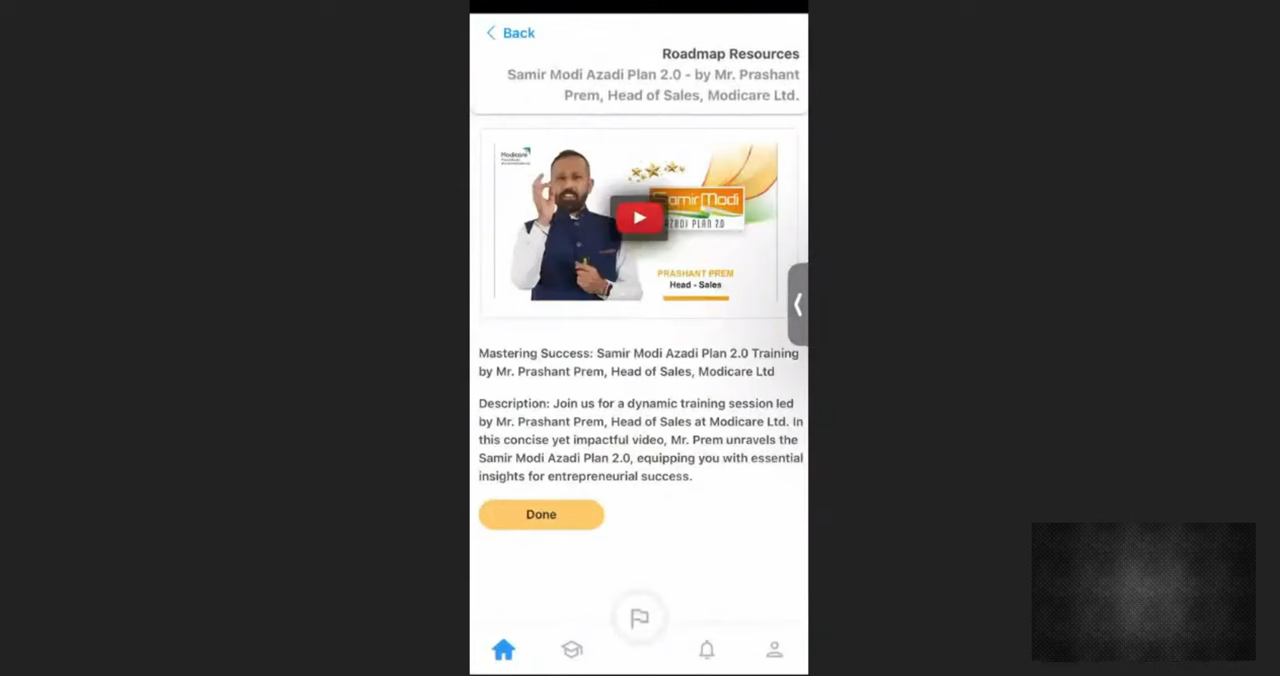 Back
Roadmap Resources
Samir Modi Azadi Plan 2.0 - by Mr. Prashant
Prem, Head of Sales, Modicare Ltd.
Modicare
Samir Modi
AZADI PLAN 2.0
PRASHANT PREM
Head - Sales
Mastering Success: Samir Modi Azadi Plan 2.0 Training
by Mr. Prashant Prem, Head of Sales, Modicare Ltd
Description: Join us for a dynamic training session led
by Mr. Prashant Prem, Head of Sales at Modicare Ltd. In
this concise yet impactful video, Mr. Prem unravels the
Samir Modi Azadi Plan 2.0, equipping you with essential
insights for entrepreneurial success.
Done